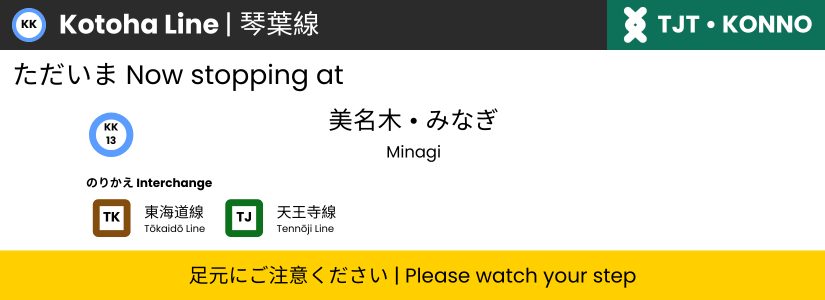 KK Kotoha Line | 琴葉線
TJT • KONNO
ただいま Now stopping at
KK
13
美名木 • みなぎ
Minagi
のりかえ Interchange
TK 東海道線
Tōkaidō Line
TJ 天王寺線
Tennōji Line
足元にご注意ください | Please watch your step